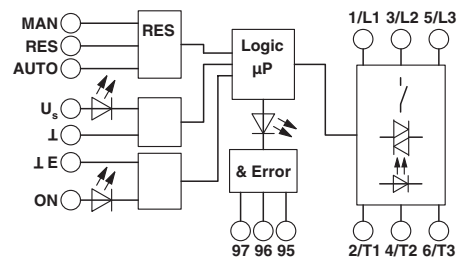 MAN
RES
AUTO
RES
Us
⊥
⊥ E
ON
Logic
μP
& Error
97 96 95
1/L1 3/L2 5/L3
2/T1 4/T2 6/T3